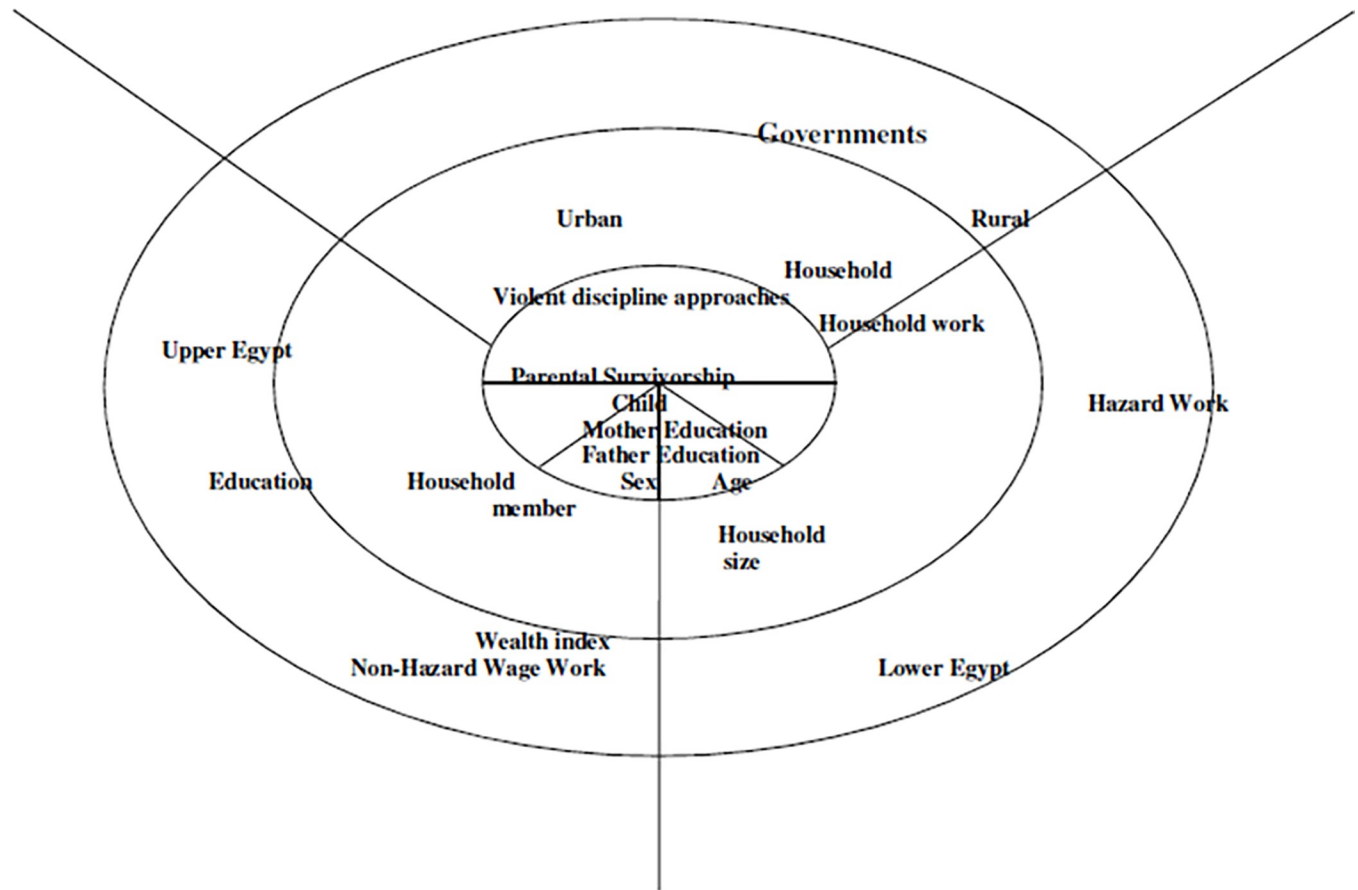 Governments
Urban
Rural
Household
Violent discipline approaches
Household work
Upper Egypt
Parental Survivorship
Child
Hazard Work
Mother Education
Father Education
Education
Household
member
Sex
Age
Household
size
Wealth index
Non-Hazard Wage Work
Lower Egypt